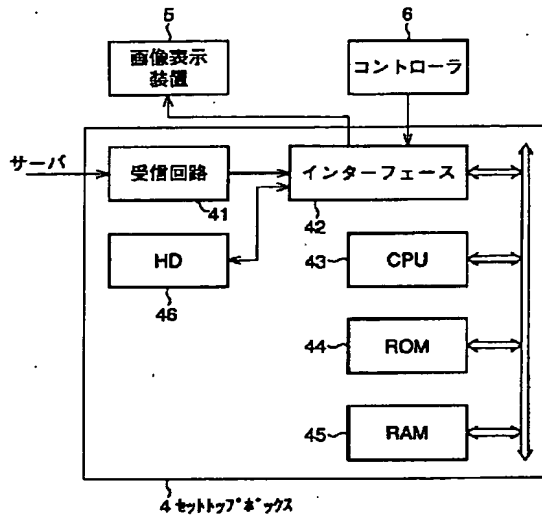 5
6
画像表示
装置
コントローラ
サーバ
受信回路
インターフェース
41
42
HD
46
43
CPU
44
ROM
45
RAM
4 セットトップボックス